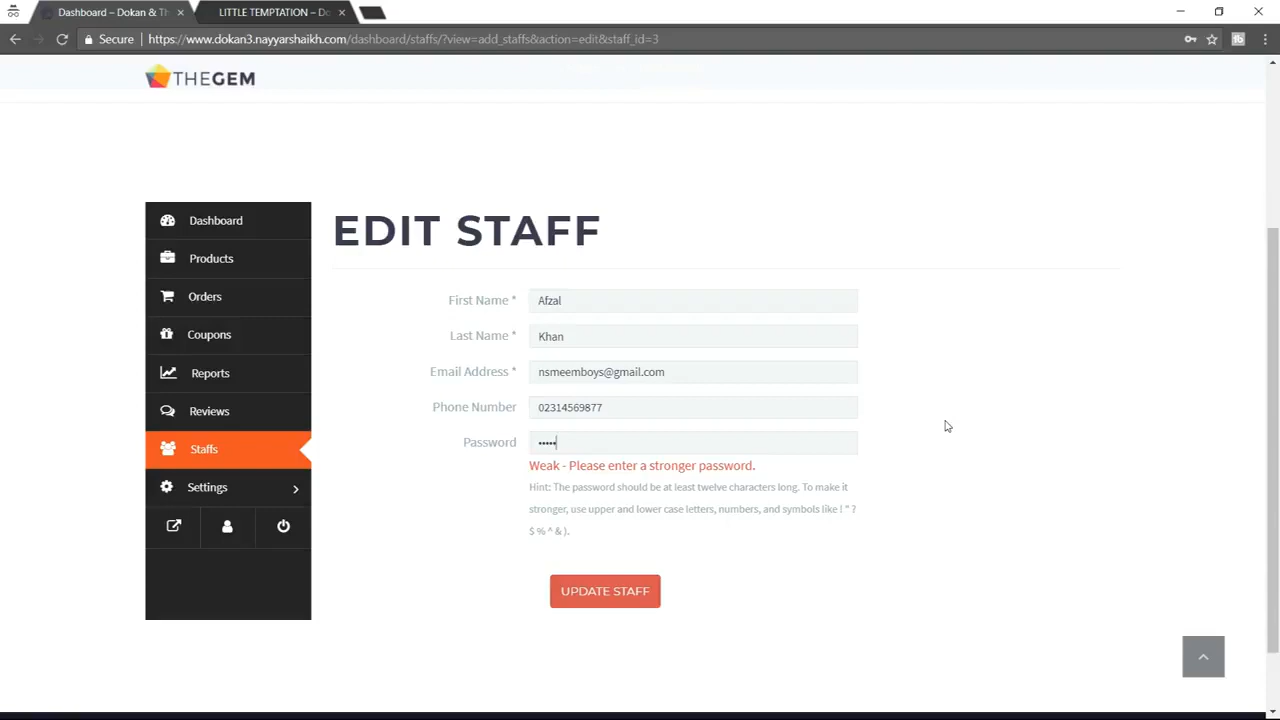 Dashboard – Dokan & Th
LITTLE TEMPTATION – Do
Secure
https://www.dokan3.nayyarshaikh.com/dashboard/staffs/?view=add_staffs&action=edit&staff_id=3
THEGEM
Dashboard
Products
Orders
Coupons
Reports
Reviews
Staffs
Settings
EDIT STAFF
First Name * Afzal
Last Name * Khan
Email Address * nsmeemboys@gmail.com
Phone Number 02314569877
Password •••••
Weak - Please enter a stronger password.
Hint: The password should be at least twelve characters long. To make it
stronger, use upper and lower case letters, numbers, and symbols like ! " ?
$ % ^ & ).
UPDATE STAFF